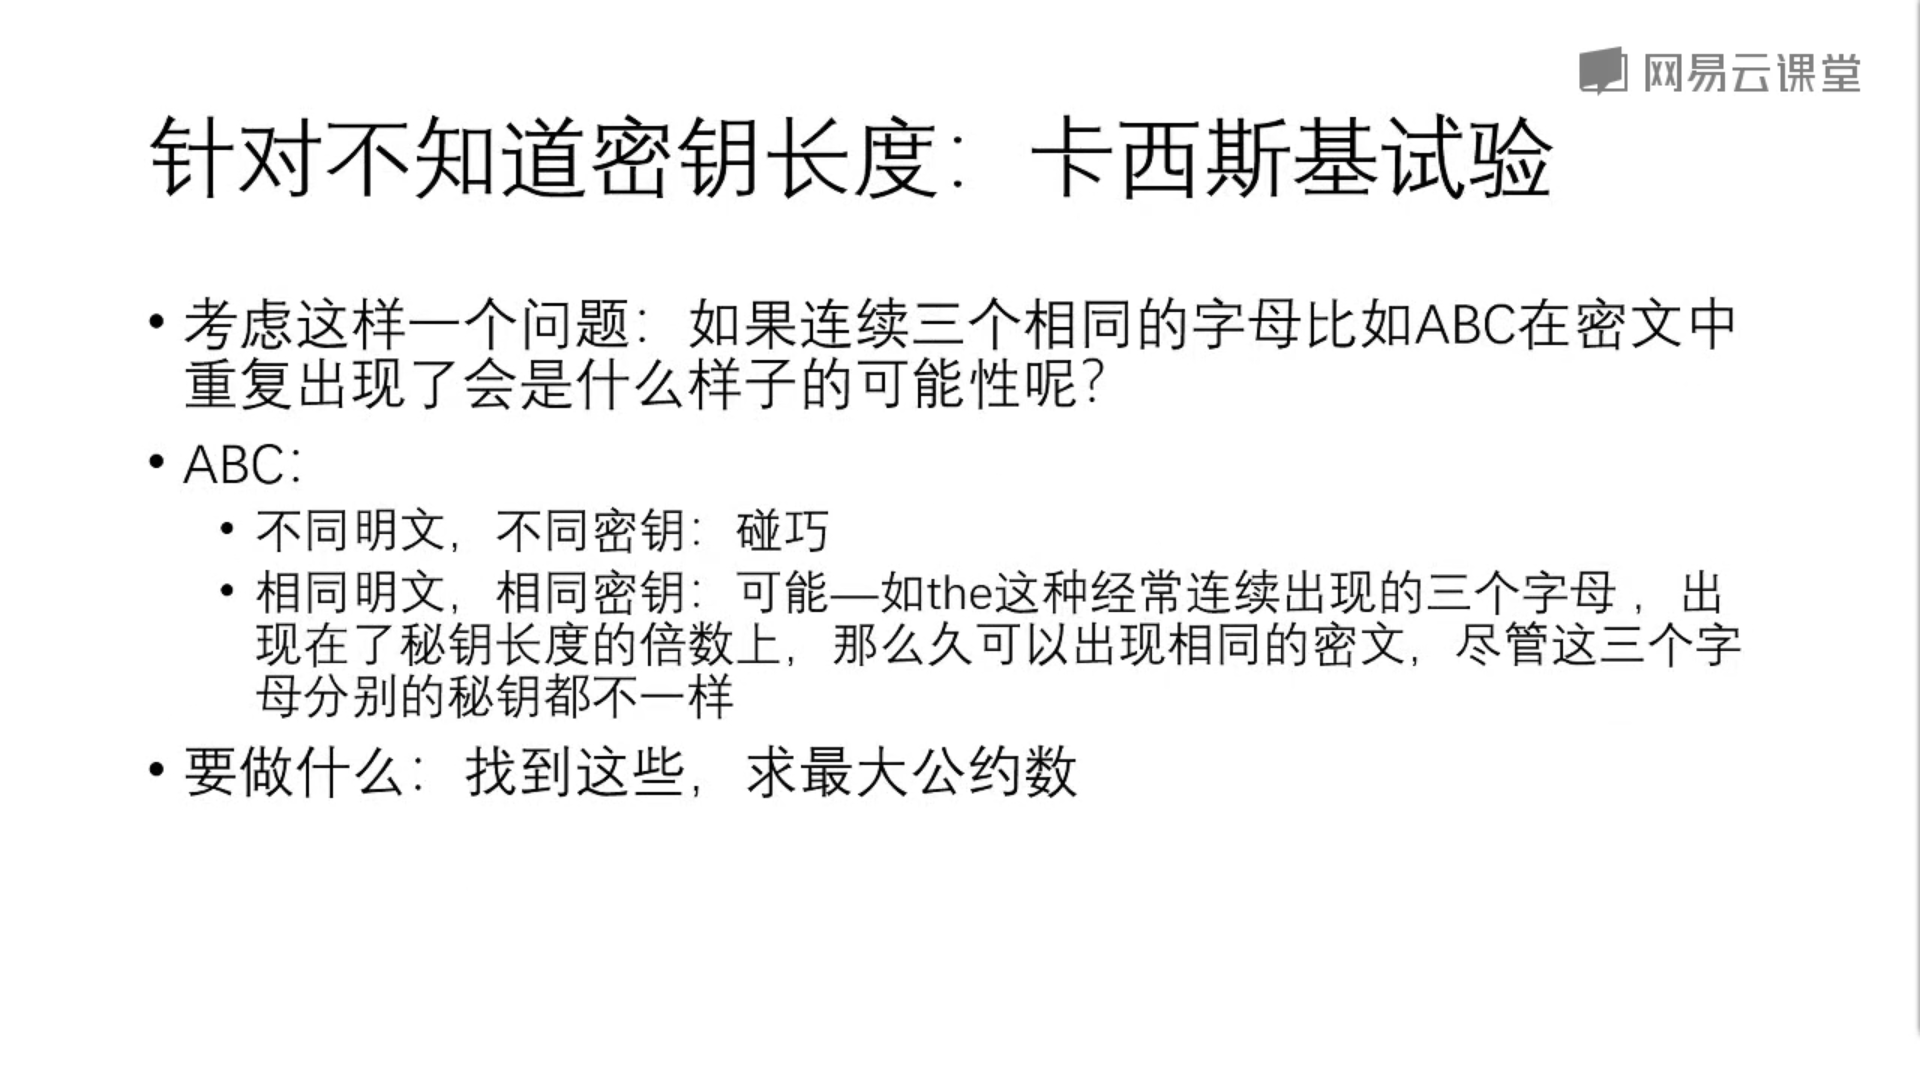 网易云课堂
针对不知道密钥长度：卡西斯基试验
• 考虑这样一个问题：如果连续三个相同的字母比如ABC在密文中
重复出现了会是什么样子的可能性呢？
• ABC：
• 不同明文，不同密钥：碰巧
• 相同明文，相同密钥：可能—如the这种经常连续出现的三个字母 ，出
现在了秘钥长度的倍数上，那么久可以出现相同的密文，尽管这三个字
母分别的秘钥都不一样
• 要做什么：找到这些，求最大公约数